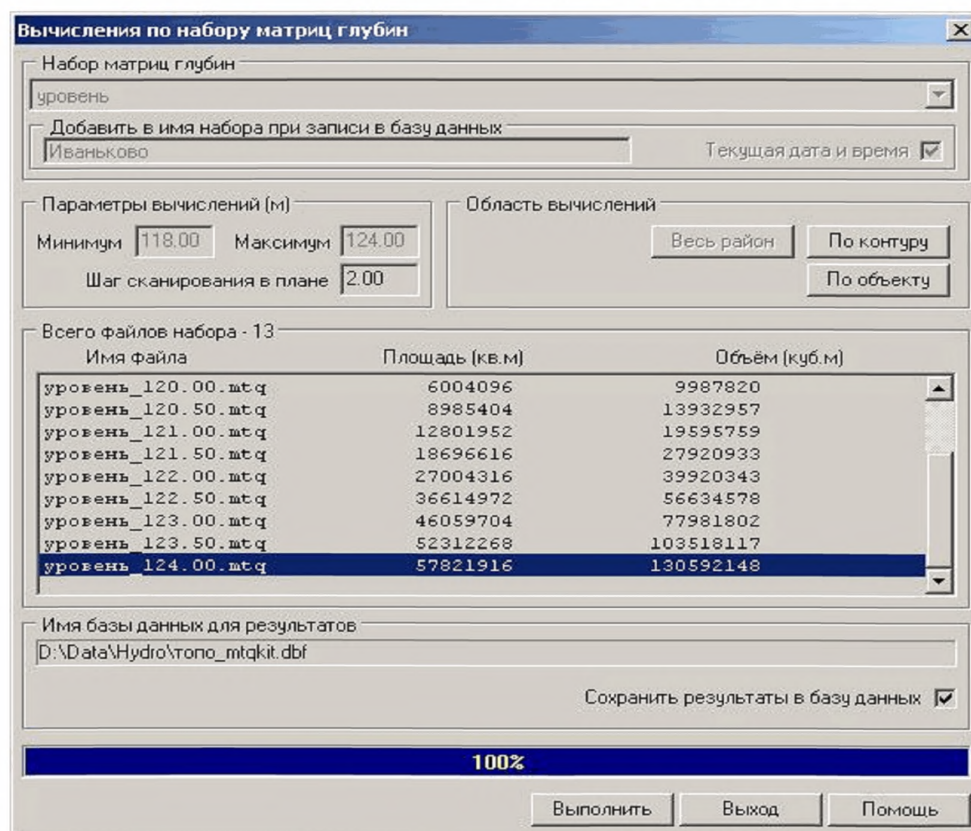 Вычисления по набору матриц глубин
Набор матриц глубин
уровень
Добавить в имя набора при записи в базу данных
Иваньково Текущая дата и время
Параметры вычислений (м)
Минимум 118.00 Максимум 124.00
Шаг сканирования в плане 2.00
Область вычислений
Весь район По контуру
По объекту
Всего файлов набора - 13
Имя файла Площадь (кв.м) Объём (куб.м)
уровень_120.00.mtq 6004096 9987820
уровень_120.50.mtq 8985404 13932957
уровень_121.00.mtq 12801952 19595759
уровень_121.50.mtq 18696616 27920933
уровень_122.00.mtq 27004316 39920343
уровень_122.50.mtq 36614972 56634578
уровень_123.00.mtq 46059704 77981802
уровень_123.50.mtq 52312268 103518117
уровень_124.00.mtq 57821916 130592148
Имя базы данных для результатов
D:\Data\Hydro\топо_mtqkit.dbf
Сохранить результаты в базу данных
100%
Выполнить Выход Помощь